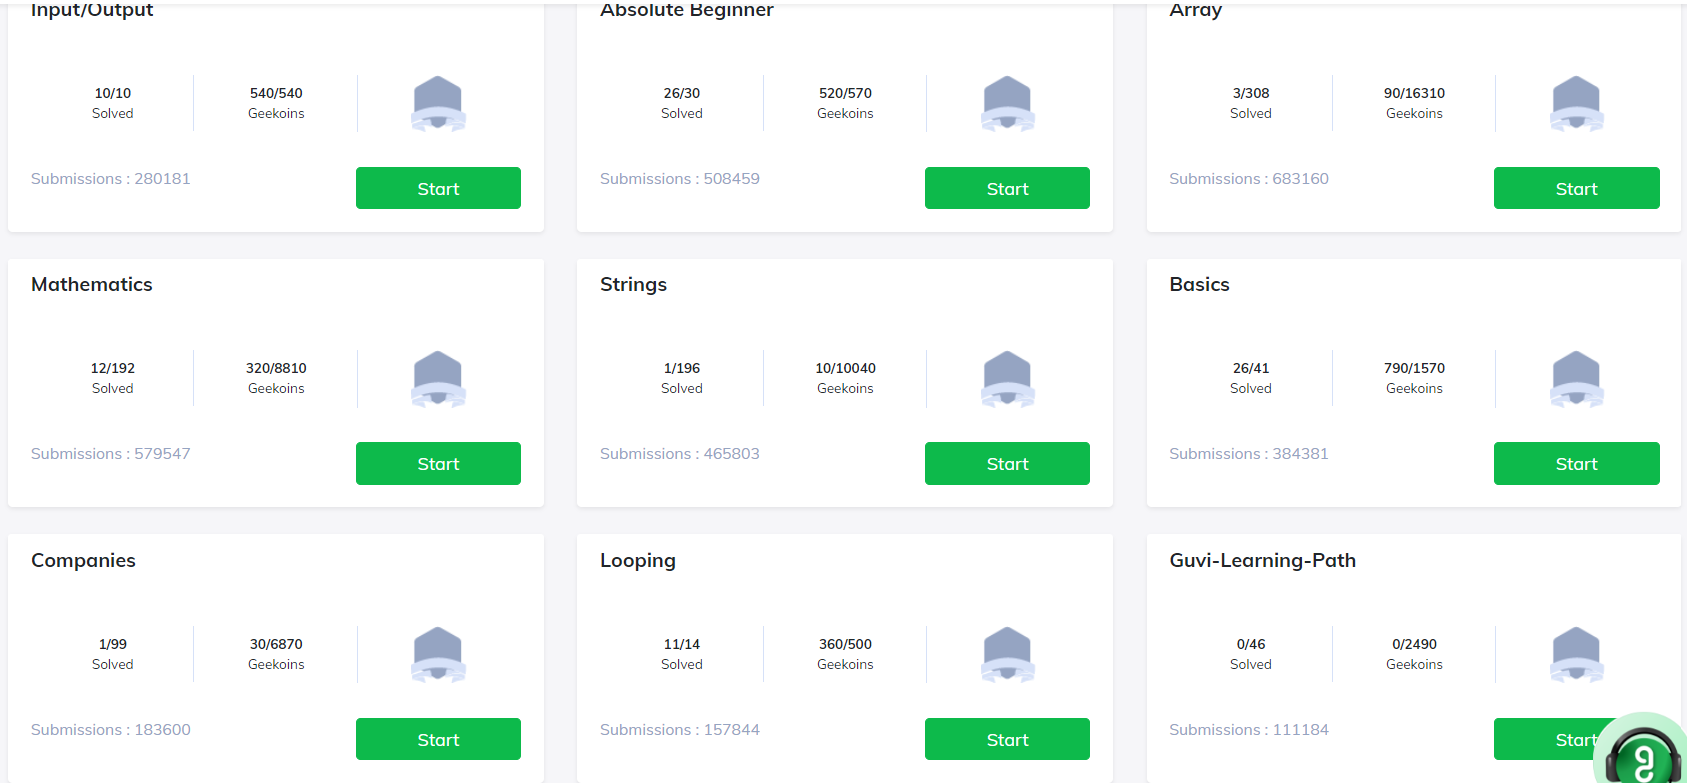 Input/Output
10/10
Solved
540/540
Geekoins
Submissions : 280181
Start
Absolute Beginner
26/30
Solved
520/570
Geekoins
Submissions : 508459
Start
Array
3/308
Solved
90/16310
Geekoins
Submissions : 683160
Start
Mathematics
12/192
Solved
320/8810
Geekoins
Submissions : 579547
Start
Strings
1/196
Solved
10/10040
Geekoins
Submissions : 465803
Start
Basics
26/41
Solved
790/1570
Geekoins
Submissions : 384381
Start
Companies
1/99
Solved
30/6870
Geekoins
Submissions : 183600
Start
Looping
11/14
Solved
360/500
Geekoins
Submissions : 157844
Start
Guvi-Learning-Path
0/46
Solved
0/2490
Geekoins
Submissions : 111184
Start